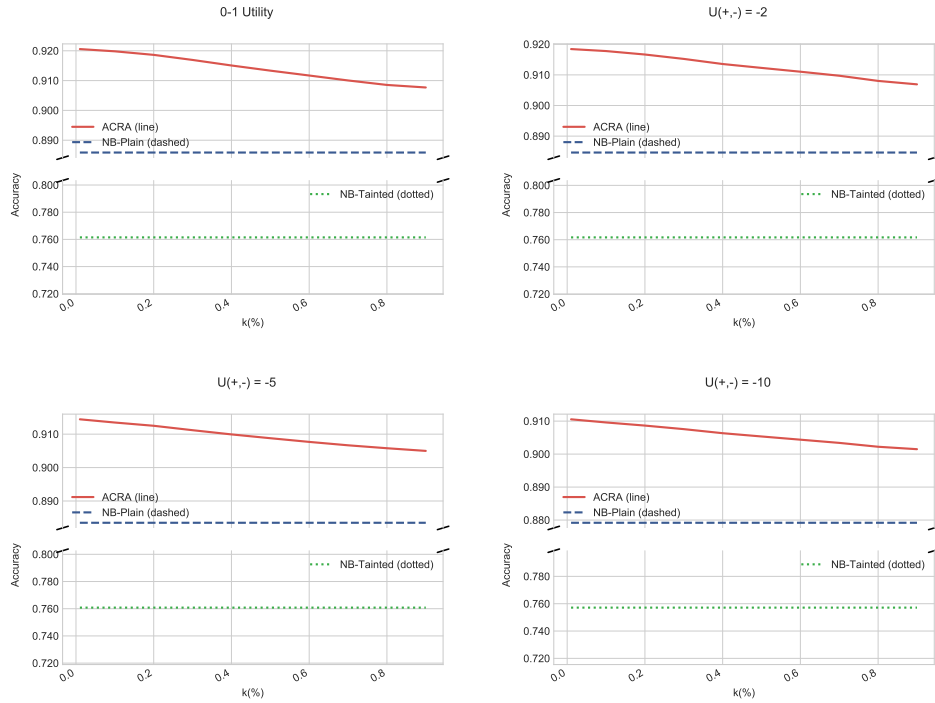 0-1 Utility
0.920
0.910
0.900
0.890
ACRA (line)
NB-Plain (dashed)
0.800
0.780
0.760
0.740
0.720
NB-Tainted (dotted)
Accuracy
0.0 0.2 0.4 0.6 0.8
k(%)
U(+,-) = -2
0.920
0.910
0.900
0.890
ACRA (line)
NB-Plain (dashed)
0.800
0.780
0.760
0.740
0.720
NB-Tainted (dotted)
Accuracy
0.0 0.2 0.4 0.6 0.8
k(%)
U(+,-) = -5
0.910
0.900
0.890
ACRA (line)
NB-Plain (dashed)
0.800
0.780
0.760
0.740
0.720
NB-Tainted (dotted)
Accuracy
0.0 0.2 0.4 0.6 0.8
k(%)
U(+,-) = -10
0.910
0.900
0.890
0.880
ACRA (line)
NB-Plain (dashed)
0.780
0.760
0.740
0.720
NB-Tainted (dotted)
Accuracy
0.0 0.2 0.4 0.6 0.8
k(%)